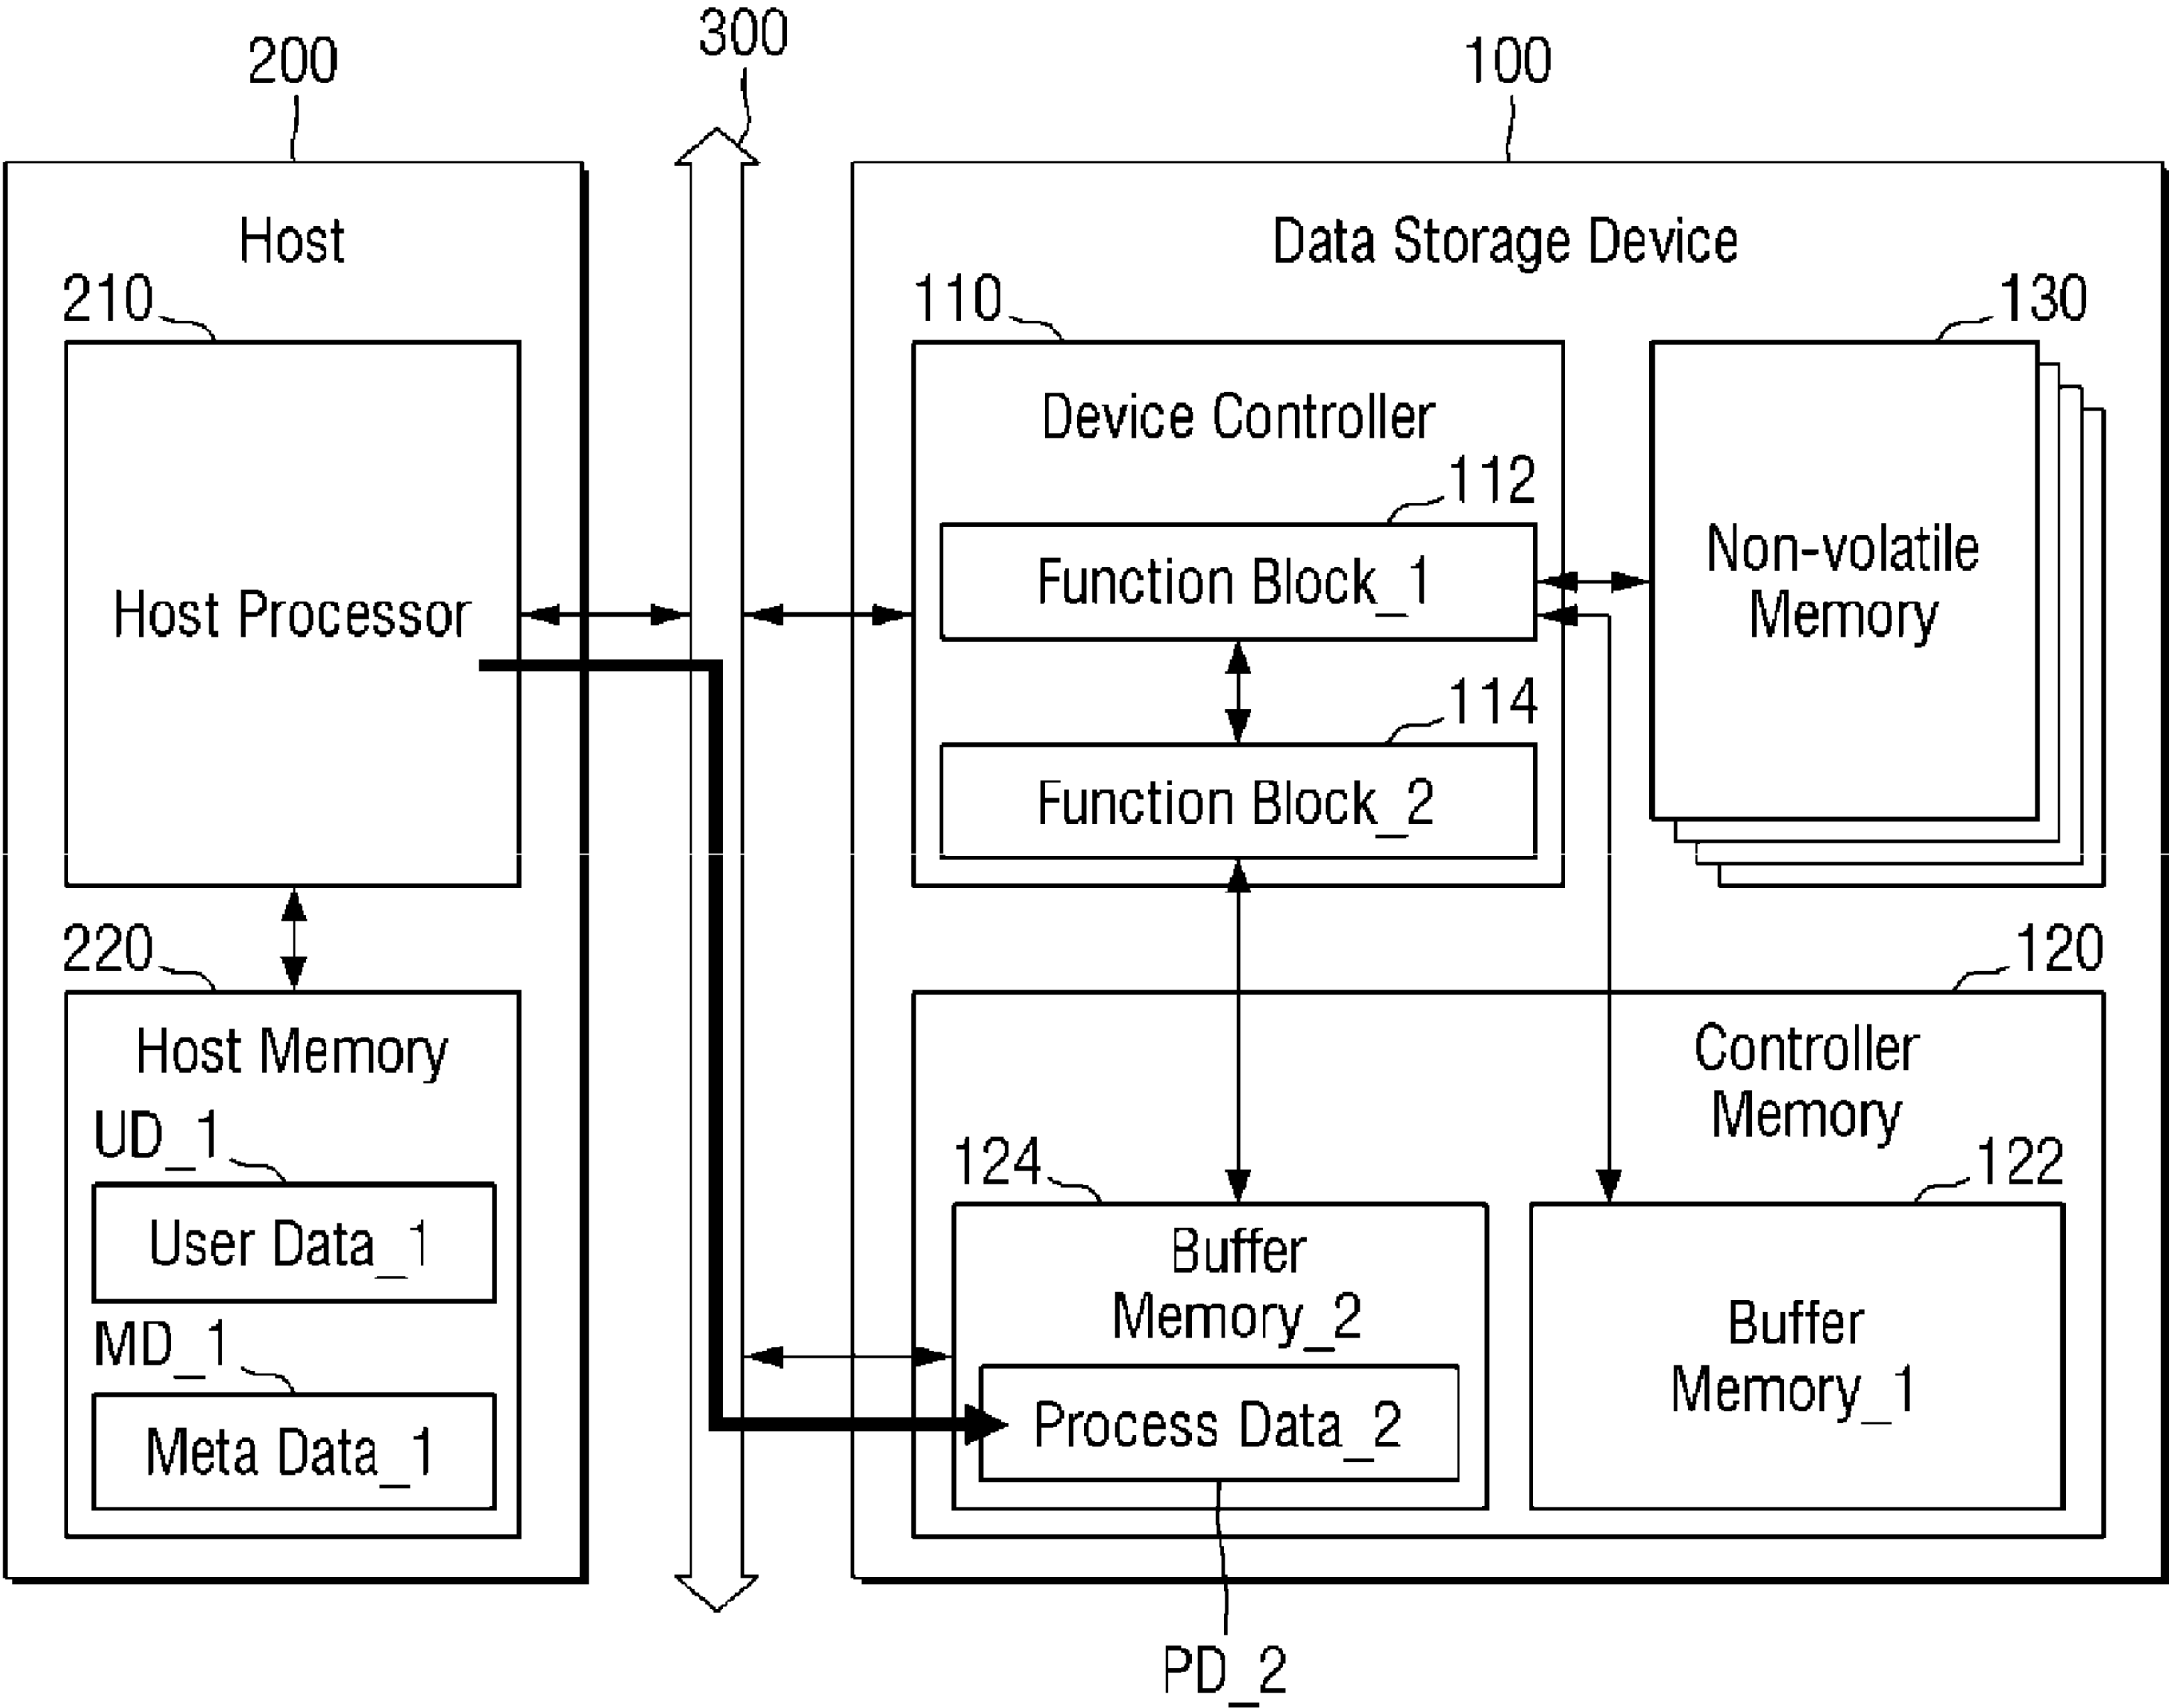 300
200
100
Host
Data Storage Device
210
110
130
Device Controller
112
Function Block_1
Non-volatile
Memory
Host Processor
114
Function Block_2
220
120
Host Memory
Controller
Memory
UD_1
124
122
User Data_1
Buffer
Memory_2
MD_1
Buffer
Memory_1
Meta Data_1
Process Data_2
PD_2